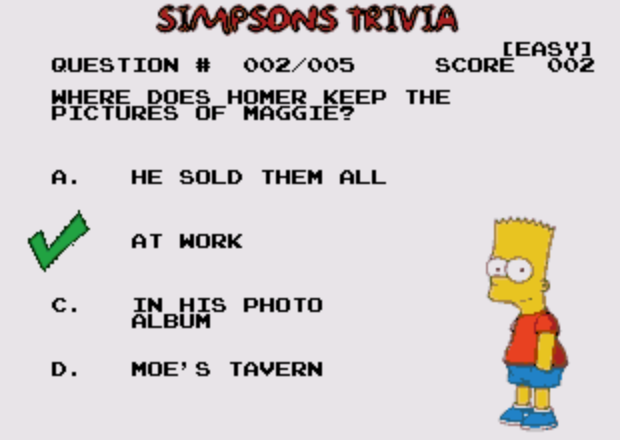 SIMPSONS TRIVIA
[EASY]
QUESTION # 002/005 SCORE 002
WHERE DOES HOMER KEEP THE
PICTURES OF MAGGIE?
A. HE SOLD THEM ALL
AT WORK
C. IN HIS PHOTO
ALBUM
D. MOE'S TAVERN